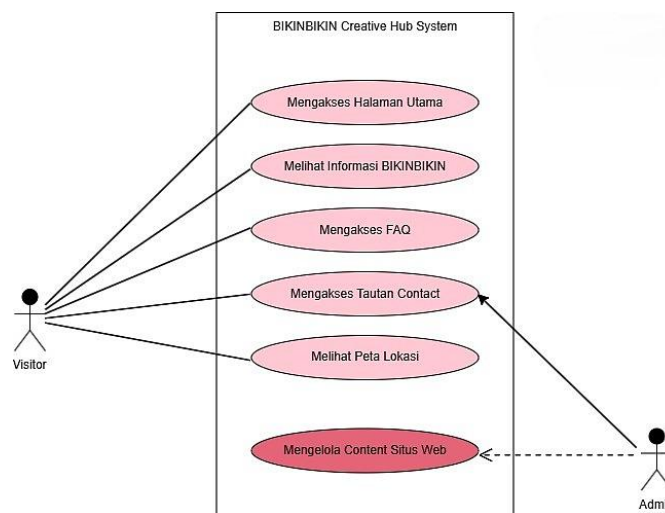 BIKINBIKIN Creative Hub System
Mengakses Halaman Utama
Melihat Informasi BIKINBIKIN
Mengakses FAQ
Mengakses Tautan Contact
Melihat Peta Lokasi
Mengelola Content Situs Web
Visitor
Adm